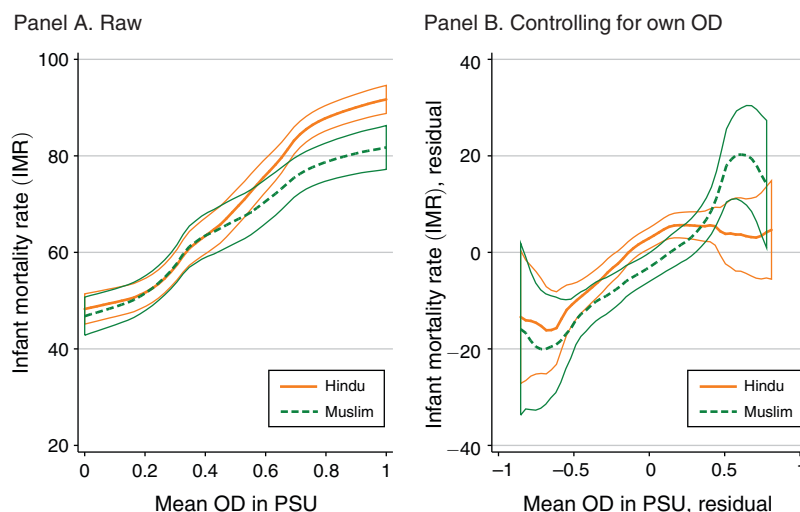 Panel A. Raw
Infant mortality rate (IMR)
100
80
60
40
20
Hindu
Muslim
0
0.2
0.4
0.6
0.8
1
Mean OD in PSU
Panel B. Controlling for own OD
Infant mortality rate (IMR), residual
40
20
0
−20
−40
Hindu
Muslim
−1
−0.5
0
0.5
1
Mean OD in PSU, residual